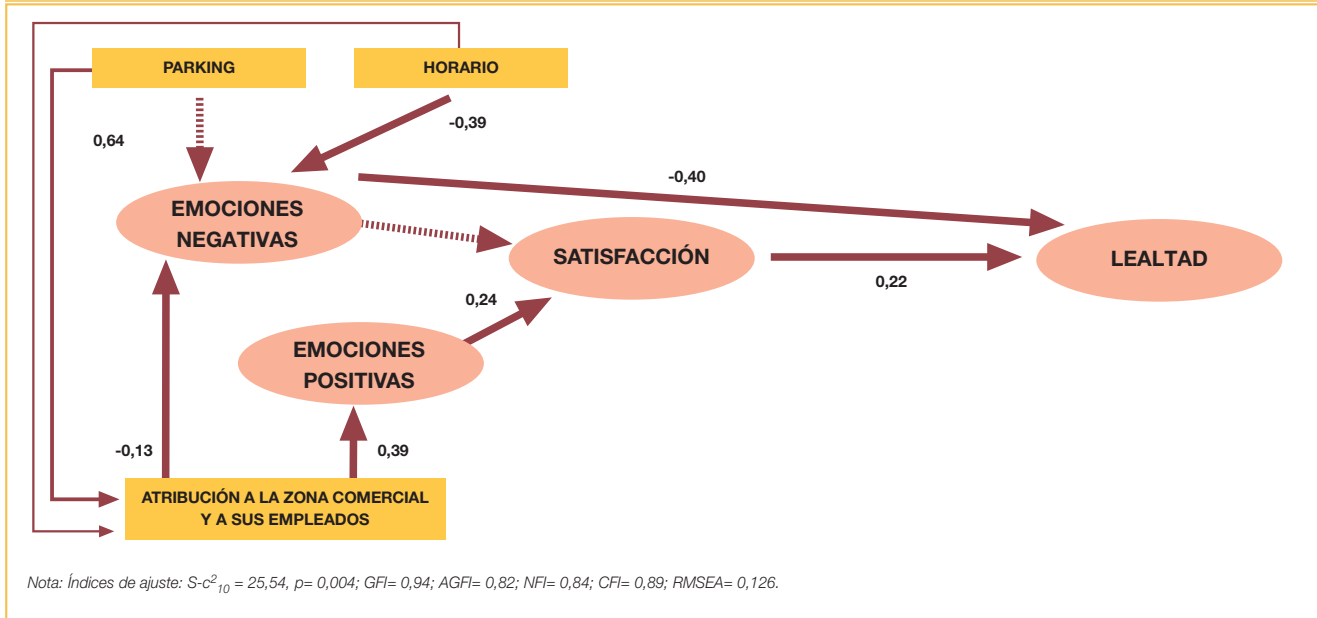 PARKING
HORARIO
0,64
-0,39
-0,40
EMOCIONES
NEGATIVAS
SATISFACCIÓN
LEALTAD
0,24
0,22
EMOCIONES
POSITIVAS
-0,13
0,39
ATRIBUCIÓN A LA ZONA COMERCIAL
Y A SUS EMPLEADOS
Nota: Índices de ajuste: S-c²₁₀ = 25,54, p= 0,004; GFI= 0,94; AGFI= 0,82; NFI= 0,84; CFI= 0,89; RMSEA= 0,126.